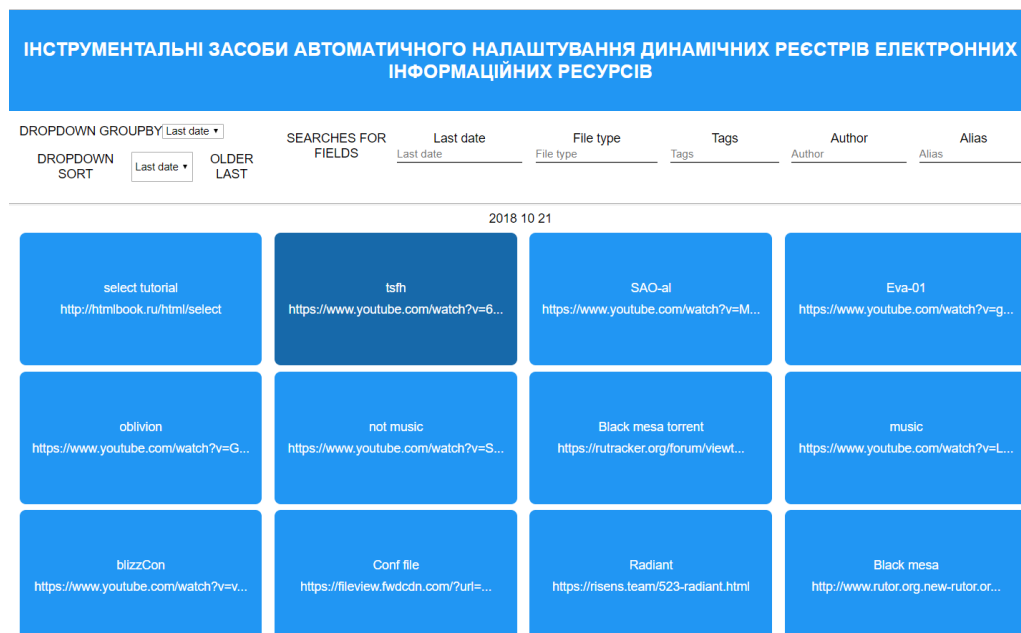 ІНСТРУМЕНТАЛЬНІ ЗАСОБИ АВТОМАТИЧНОГО НАЛАШТУВАННЯ ДИНАМІЧНИХ РЕЄСТРІВ ЕЛЕКТРОННИХ
ІНФОРМАЦІЙНИХ РЕСУРСІВ
DROPDOWN GROUPBY Last date
DROPDOWN
SORT
Last date
OLDER
LAST
SEARCHES FOR
FIELDS
Last date
Last date
File type
File type
Tags
Tags
Author
Author
Alias
Alias
2018 10 21
select tutorial
http://htmlbook.ru/html/select
tsfh
https://www.youtube.com/watch?v=6...
SAO-al
https://www.youtube.com/watch?v=M...
Eva-01
https://www.youtube.com/watch?v=g...
oblivion
https://www.youtube.com/watch?v=G...
not music
https://www.youtube.com/watch?v=S...
Black mesa torrent
https://rutracker.org/forum/viewt...
music
https://www.youtube.com/watch?v=L...
blizzCon
https://www.youtube.com/watch?v=v...
Conf file
https://fileview.fwdcdn.com/?url=...
Radiant
https://risens.team/523-radiant.html
Black mesa
http://www.rutor.org.new-rutor.or...